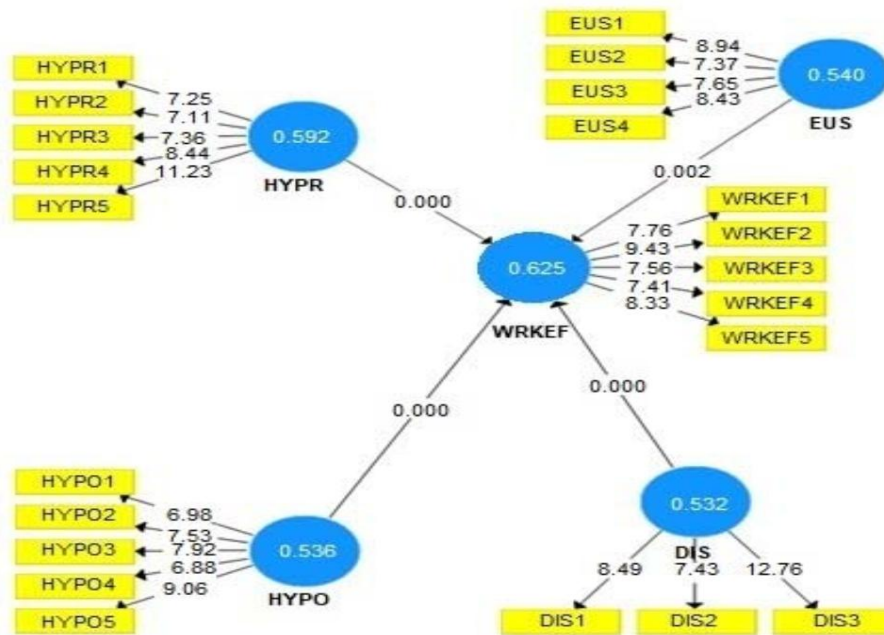 HYPR1
HYPR2
HYPR3
HYPR4
HYPR5
7.25
7.11
7.36
8.44
11.23
0.592
HYPR
EUS1
EUS2
EUS3
EUS4
8.94
7.37
7.65
8.43
0.540
EUS
0.000
0.002
0.625
WRKEF
7.76
9.43
7.56
7.41
8.33
WRKEF1
WRKEF2
WRKEF3
WRKEF4
WRKEF5
0.000
0.000
HYPO1
HYPO2
HYPO3
HYPO4
HYPO5
6.98
7.53
7.92
6.88
9.06
0.536
HYPO
0.532
DIS
8.49
7.43
12.76
DIS1
DIS2
DIS3